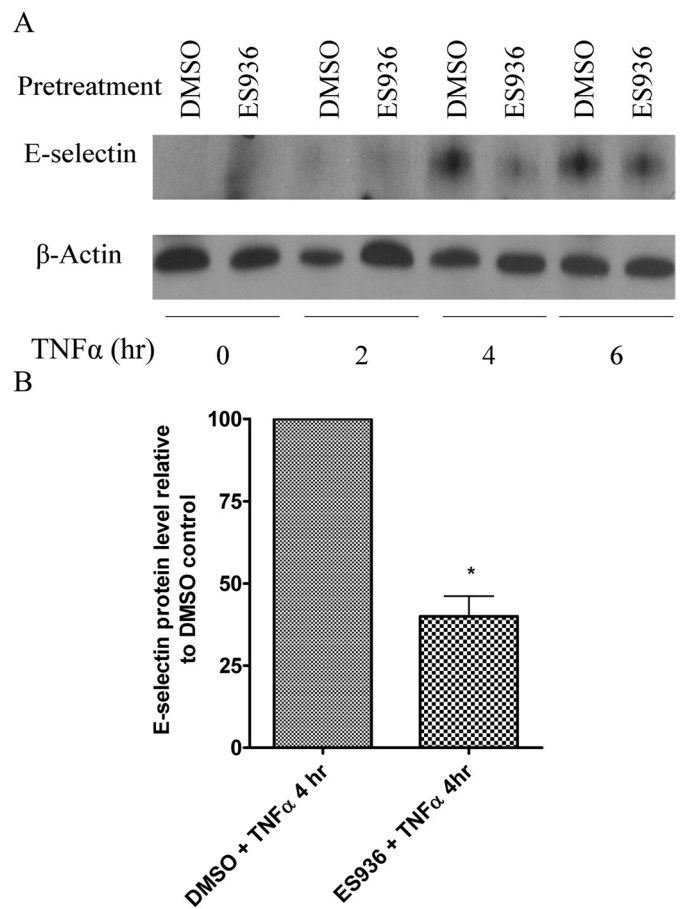 A
Pretreatment DMSO ES936 DMSO ES936 DMSO ES936 DMSO ES936
E-selectin
β-Actin
TNFα (hr) 0 2 4 6
B
E-selectin protein level relative
to DMSO control
100
75
50
25
0
*
DMSO + TNFα 4 hr
ES936 + TNFα 4hr